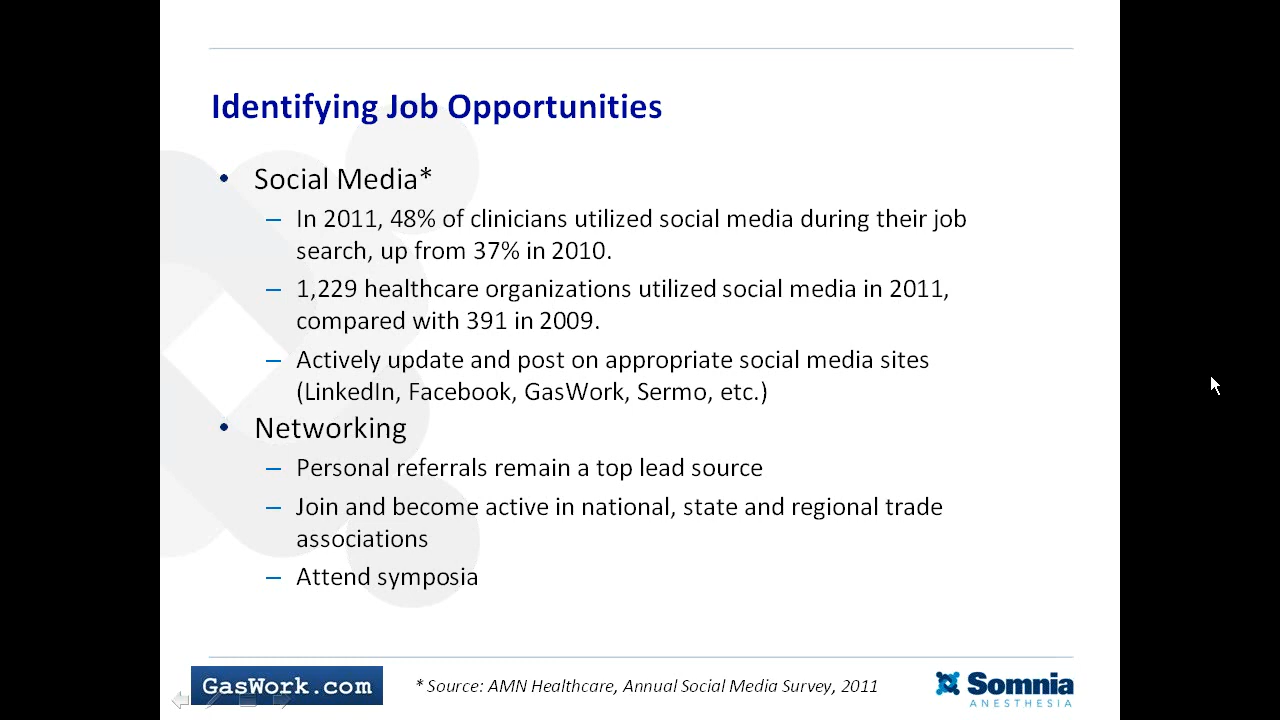 Identifying Job Opportunities
• Social Media*
– In 2011, 48% of clinicians utilized social media during their job
search, up from 37% in 2010.
– 1,229 healthcare organizations utilized social media in 2011,
compared with 391 in 2009.
– Actively update and post on appropriate social media sites
(LinkedIn, Facebook, GasWork, Sermo, etc.)
• Networking
– Personal referrals remain a top lead source
– Join and become active in national, state and regional trade
associations
– Attend symposia
GasWork.com
* Source: AMN Healthcare, Annual Social Media Survey, 2011
Somnia
ANESTHESIA